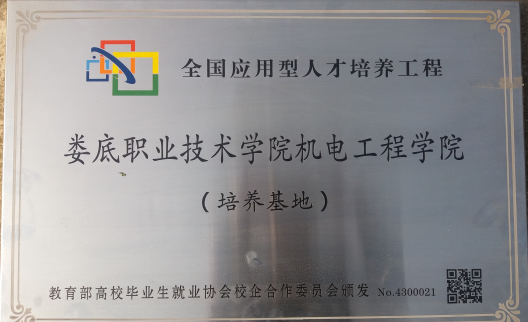 全国应用型人才培养工程
娄底职业技术学院机电工程学院
（培养基地）
教育部高校毕业生就业协会校企合作委员会颁发 No.4300021